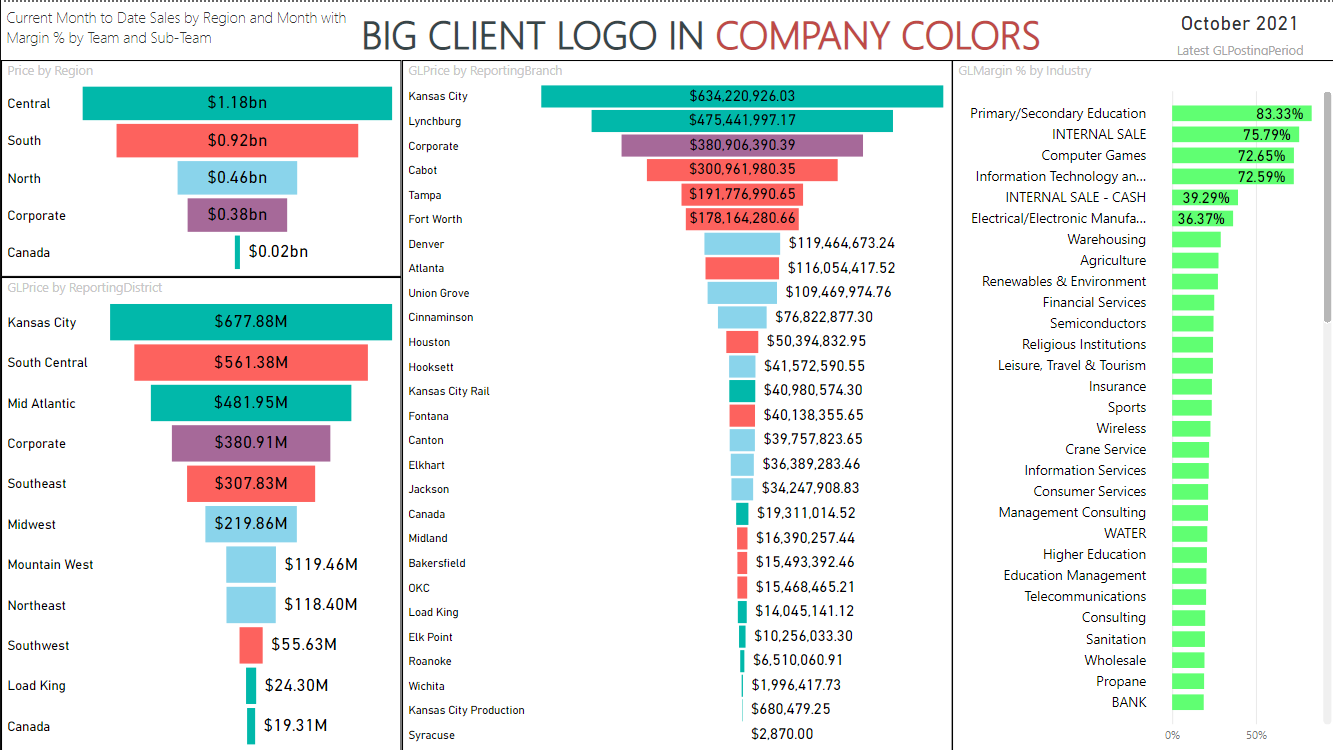 Current Month to Date Sales by Region and Month with
Margin % by Team and Sub-Team
BIG CLIENT LOGO IN COMPANY COLORS
October 2021
Latest GLPostingPeriod
Price by Region
Central $1.18bn
South $0.92bn
North $0.46bn
Corporate $0.38bn
Canada $0.02bn
GLPrice by ReportingDistrict
Kansas City $677.88M
South Central $561.38M
Mid Atlantic $481.95M
Corporate $380.91M
Southeast $307.83M
Midwest $219.86M
Mountain West $119.46M
Northeast $118.40M
Southwest $55.63M
Load King $24.30M
Canada $19.31M
GLPrice by ReportingBranch
Kansas City $634,220,926.03
Lynchburg $475,441,997.17
Corporate $380,906,390.39
Cabot $300,961,980.35
Tampa $191,776,990.65
Fort Worth $178,164,280.66
Denver $119,464,673.24
Atlanta $116,054,417.52
Union Grove $109,469,974.76
Cinnaminson $76,822,877.30
Houston $50,394,832.95
Hooksett $41,572,590.55
Kansas City Rail $40,980,574.30
Fontana $40,138,355.65
Canton $39,757,823.65
Elkhart $36,389,283.46
Jackson $34,247,908.83
Canada $19,311,014.52
Midland $16,390,257.44
Bakersfield $15,493,392.46
OKC $15,468,465.21
Load King $14,045,141.12
Elk Point $10,256,033.30
Roanoke $6,510,060.91
Wichita $1,996,417.73
Kansas City Production $680,479.25
Syracuse $2,870.00
GLMargin % by Industry
Primary/Secondary Education 83.33%
INTERNAL SALE 75.79%
Computer Games 72.65%
Information Technology an... 72.59%
INTERNAL SALE - CASH 39.29%
Electrical/Electronic Manufa... 36.37%
Warehousing
Agriculture
Renewables & Environment
Financial Services
Semiconductors
Religious Institutions
Leisure, Travel & Tourism
Insurance
Sports
Wireless
Crane Service
Information Services
Consumer Services
Management Consulting
WATER
Higher Education
Education Management
Telecommunications
Consulting
Sanitation
Wholesale
Propane
BANK
0% 50%